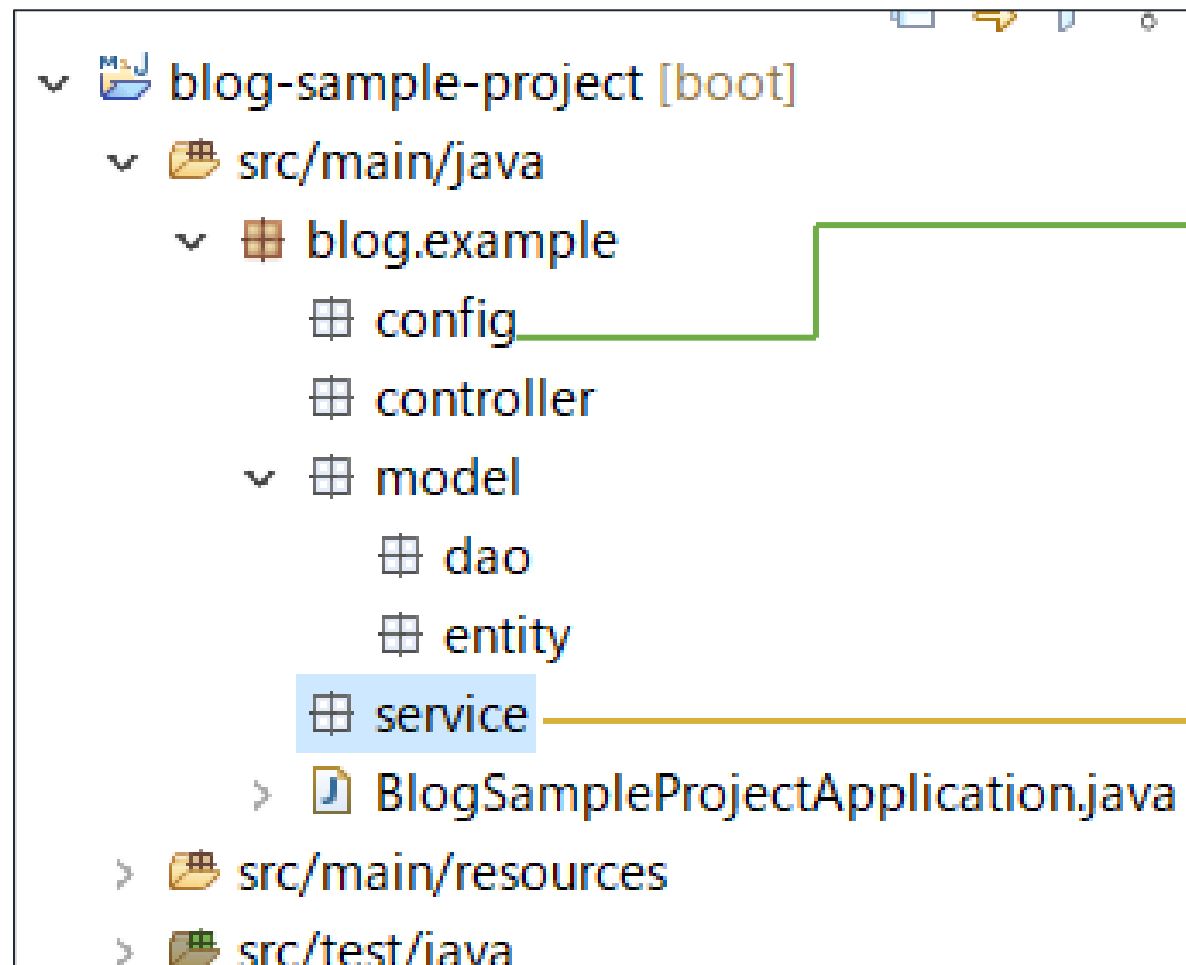 blog-sample-project [boot]
src/main/java
blog.example
config
controller
model
dao
entity
service
BlogSampleProjectApplication.java
src/main/resources
src/test/java